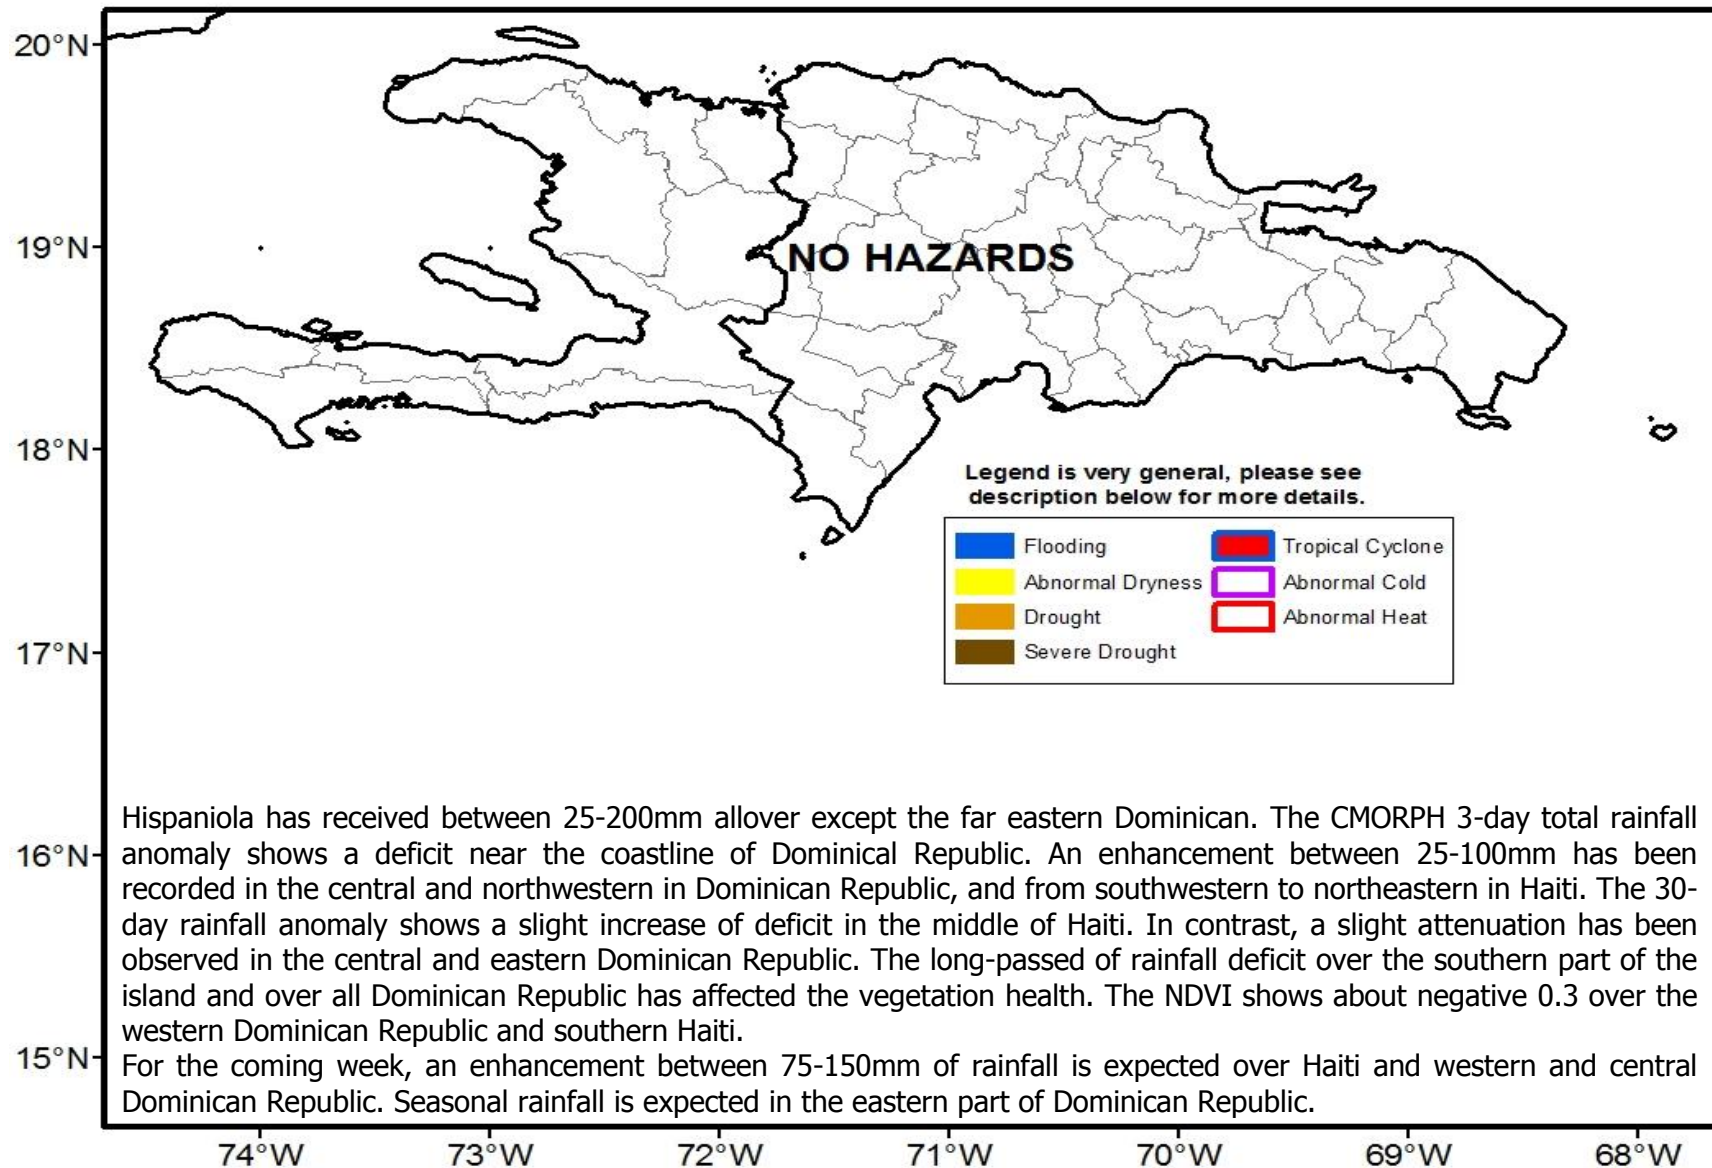 20°N
19°N
18°N
17°N
16°N
15°N
NO HAZARDS
Legend is very general, please see
description below for more details.
Flooding
Tropical Cyclone
Abnormal Dryness
Abnormal Cold
Drought
Abnormal Heat
Severe Drought
Hispaniola has received between 25-200mm allover except the far eastern Dominican. The CMORPH 3-day total rainfall
anomaly shows a deficit near the coastline of Dominical Republic. An enhancement between 25-100mm has been
recorded in the central and northwestern in Dominican Republic, and from southwestern to northeastern in Haiti. The 30-
day rainfall anomaly shows a slight increase of deficit in the middle of Haiti. In contrast, a slight attenuation has been
observed in the central and eastern Dominican Republic. The long-passed of rainfall deficit over the southern part of the
island and over all Dominican Republic has affected the vegetation health. The NDVI shows about negative 0.3 over the
western Dominican Republic and southern Haiti.
For the coming week, an enhancement between 75-150mm of rainfall is expected over Haiti and western and central
Dominican Republic. Seasonal rainfall is expected in the eastern part of Dominican Republic.
74°W 73°W 72°W 71°W 70°W 69°W 68°W